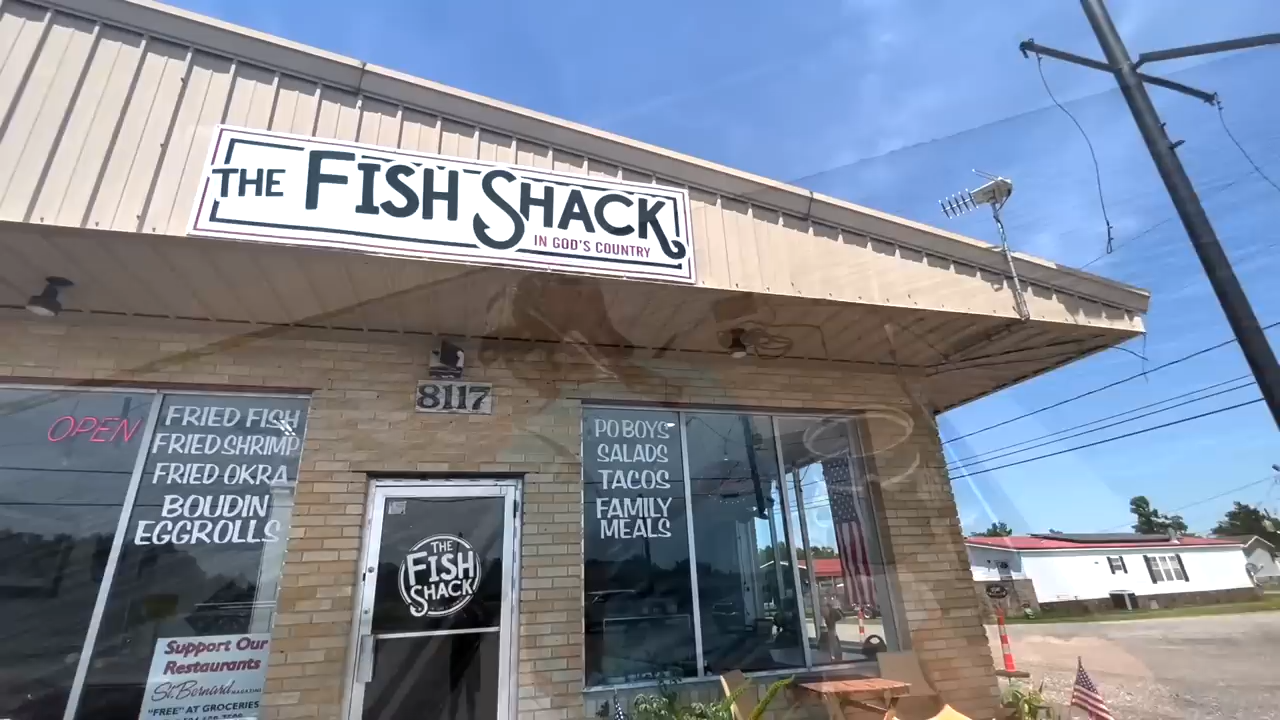 THE FISH SHACK
IN GOD'S COUNTRY
8117
OPEN
FRIED FISH
FRIED SHRIMP
FRIED OKRA
BOUDIN
EGGROLLS
PO BOYS
SALADS
TACOS
FAMILY
MEALS
THE
FISH
SHACK
Support Our
Restaurants
St. Bernard MAGAZINE
"FREE" AT GROCERIES